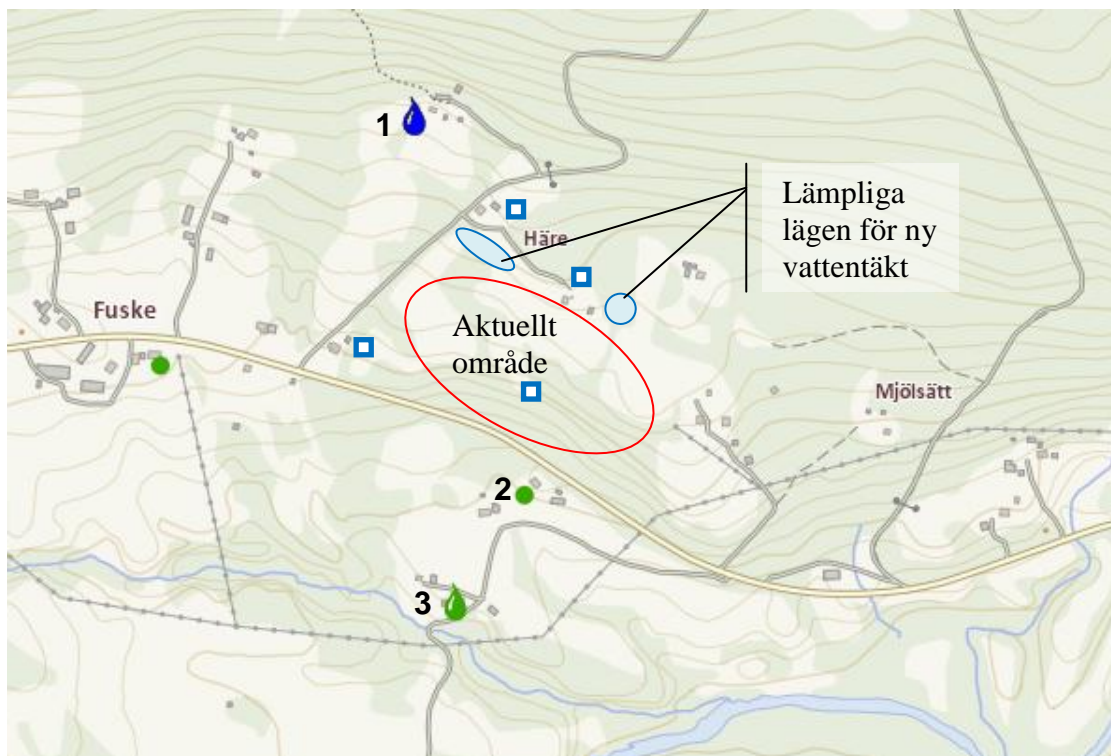 1
Lämpliga
lägen för ny
vattentäkt
Häre
Fuske
Aktuellt
område
Mjölsätt
2
3